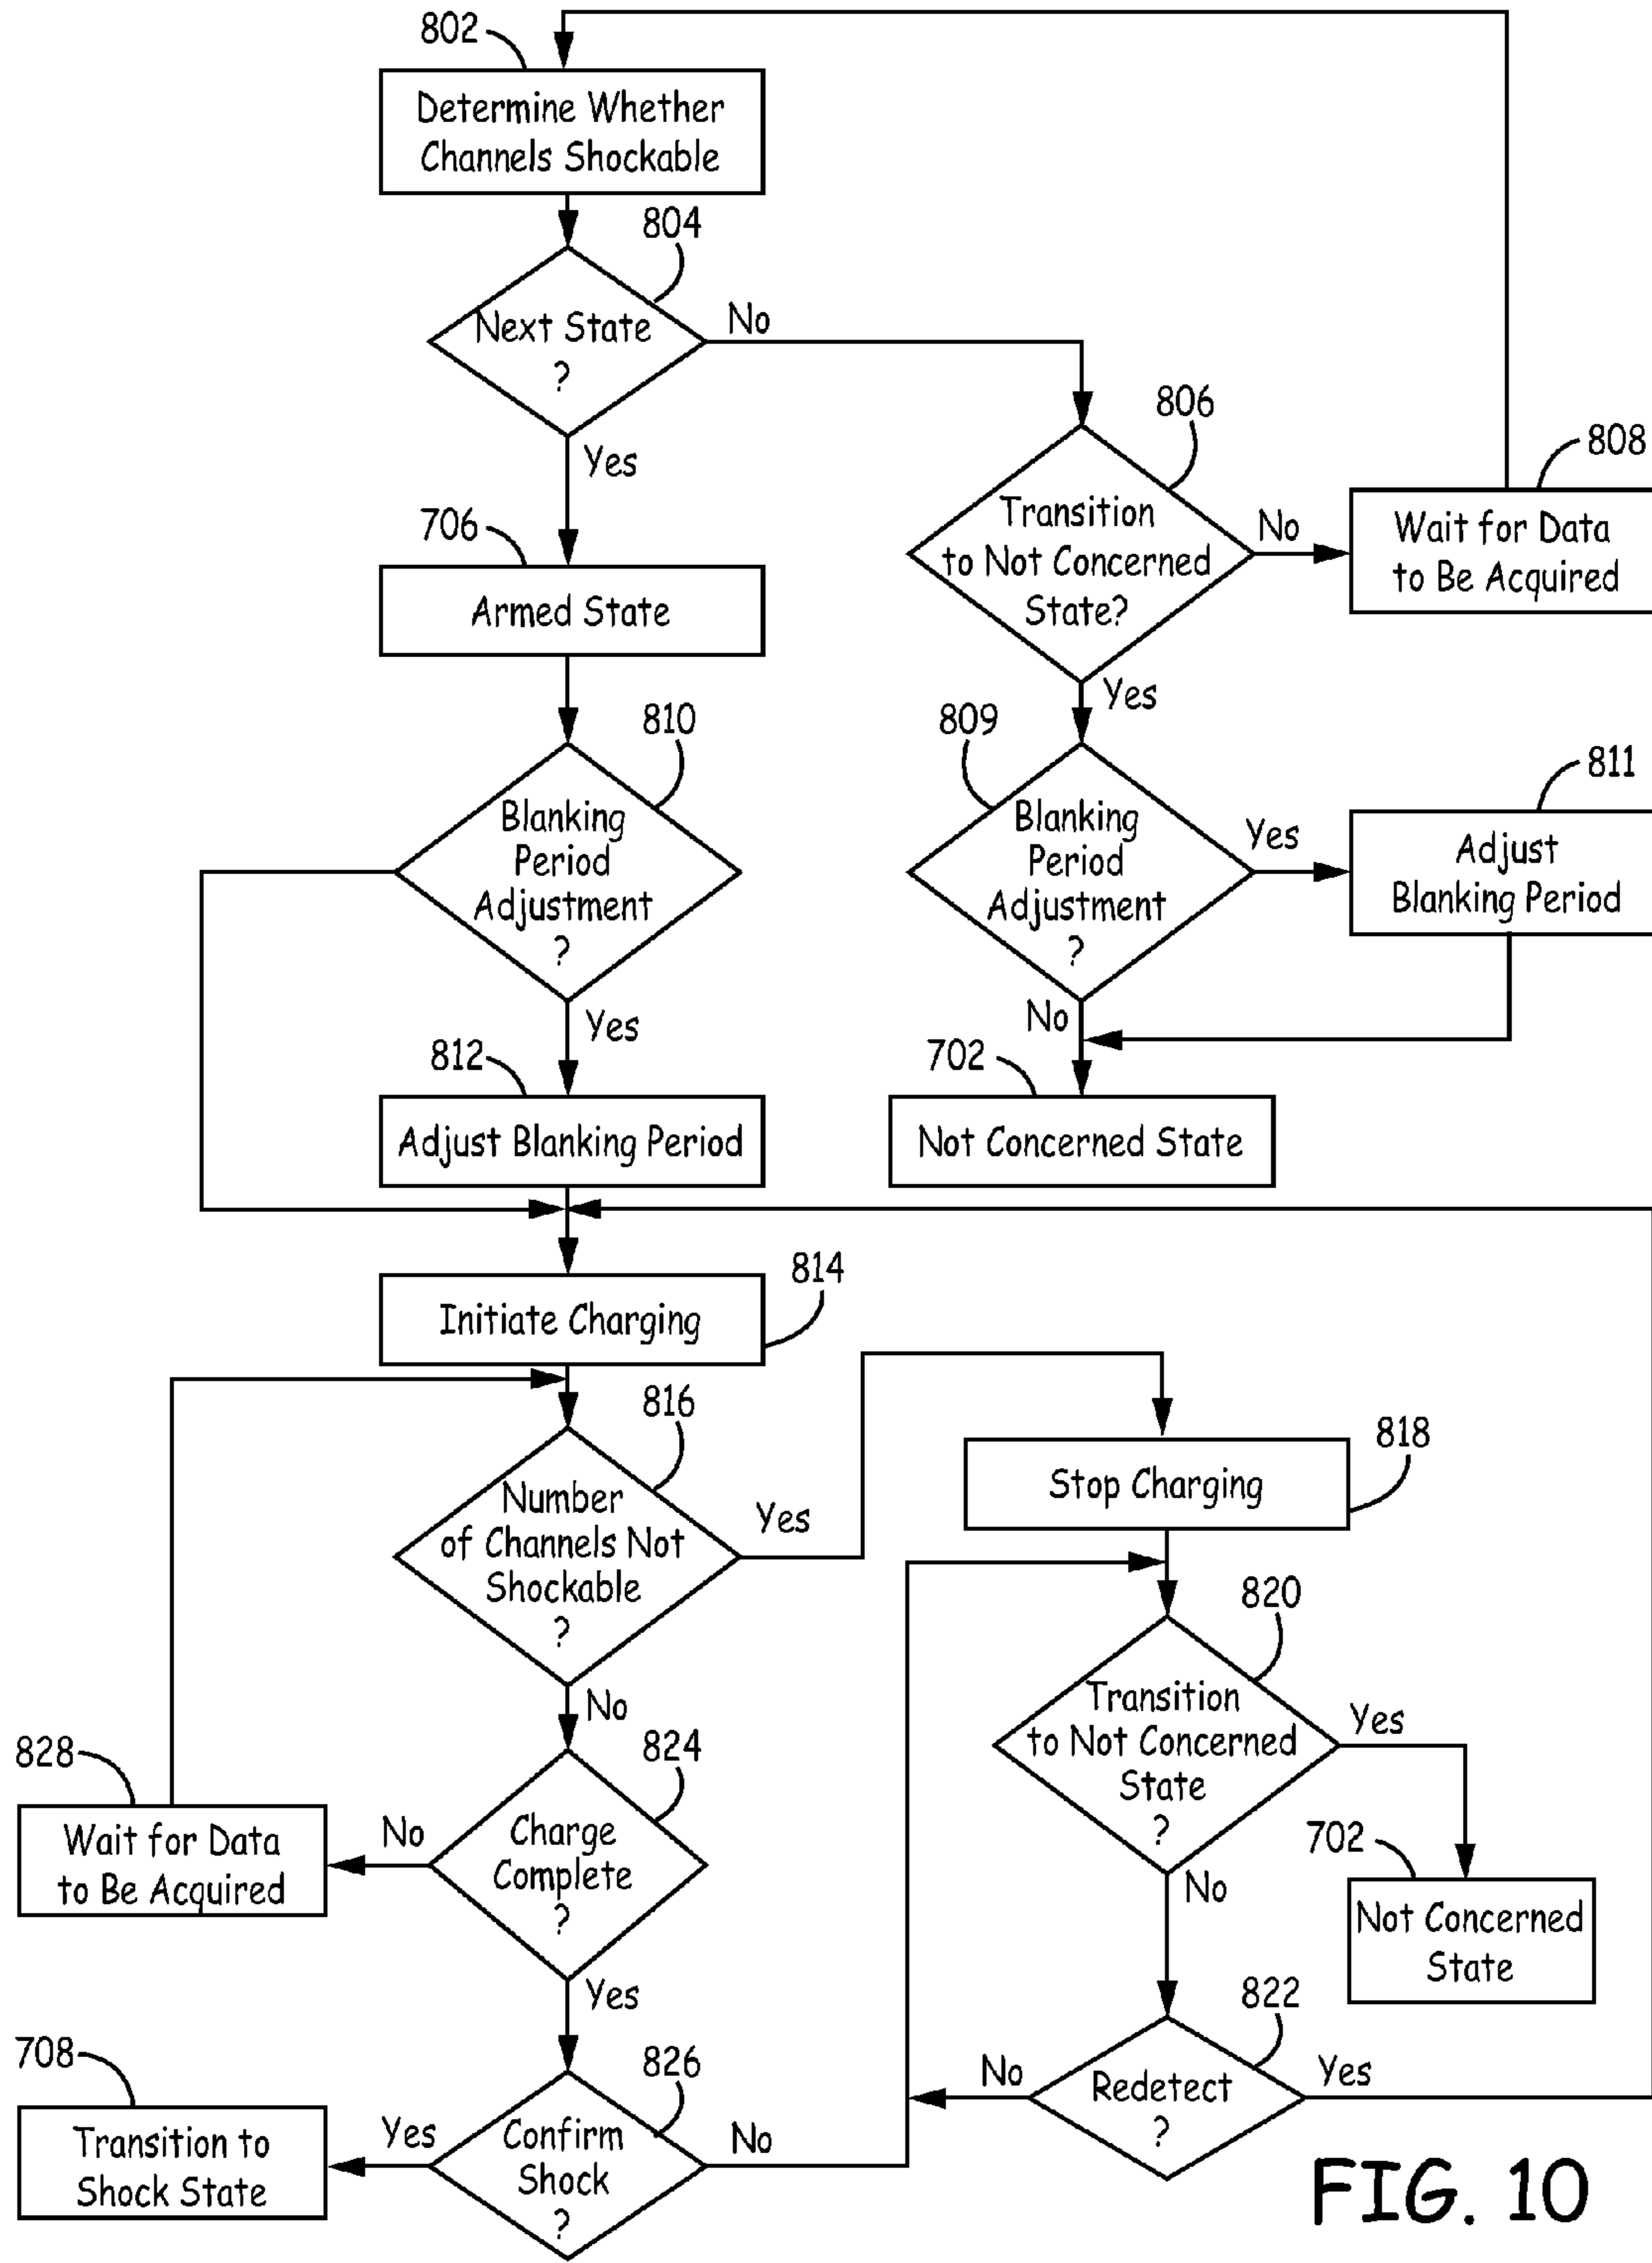 802
Determine Whether
Channels Shockable
804
Next State
?
No
Yes
806
Transition
to Not Concerned
State?
No
808
Wait for Data
to Be Acquired
Yes
706
Armed State
810
Blanking
Period
Adjustment
?
Yes
809
Blanking
Period
Adjustment
?
Yes
811
Adjust
Blanking Period
No
812
Adjust Blanking Period
702
Not Concerned State
814
Initiate Charging
816
Number
of Channels Not
Shockable
?
Yes
818
Stop Charging
No
820
Transition
to Not Concerned
State
?
Yes
702
Not Concerned
State
No
824
Charge
Complete
?
No
828
Wait for Data
to Be Acquired
Yes
822
Redetect
?
No
Yes
826
Confirm
Shock
?
Yes
No
708
Transition to
Shock State
FIG. 10